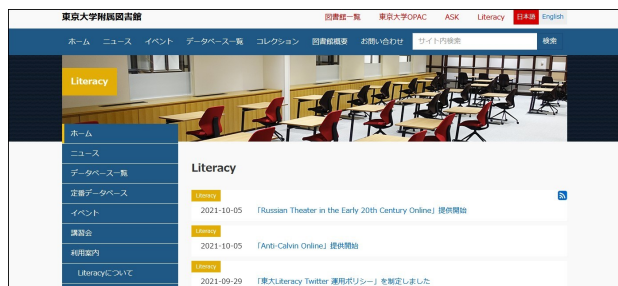 東京大学附属図書館
図書館一覧 東京大学OPAC ASK Literacy 日本語 English
ホーム ニュース イベント データベース一覧 コレクション 図書館概要 お問い合わせ サイト内検索 検索
Literacy
ホーム
ニュース
データベース一覧
定番データベース
イベント
講習会
利用案内
Literacyについて
Literacy
Literacy
2021-10-05 「Russian Theater in the Early 20th Century Online」提供開始
Literacy
2021-10-05 「Anti-Calvin Online」提供開始
Literacy
2021-09-29 「東大Literacy Twitter 運用ポリシー」を制定しました